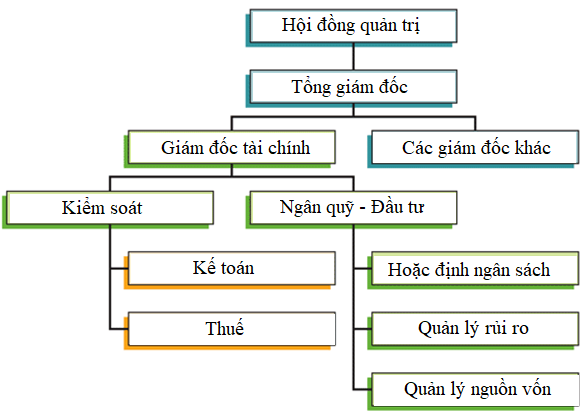 Hội đồng quản trị
Tổng giám đốc
Giám đốc tài chính
Các giám đốc khác
Kiểm soát
Ngân quỹ - Đầu tư
Kế toán
Hoặc định ngân sách
Thuế
Quản lý rủi ro
Quản lý nguồn vốn